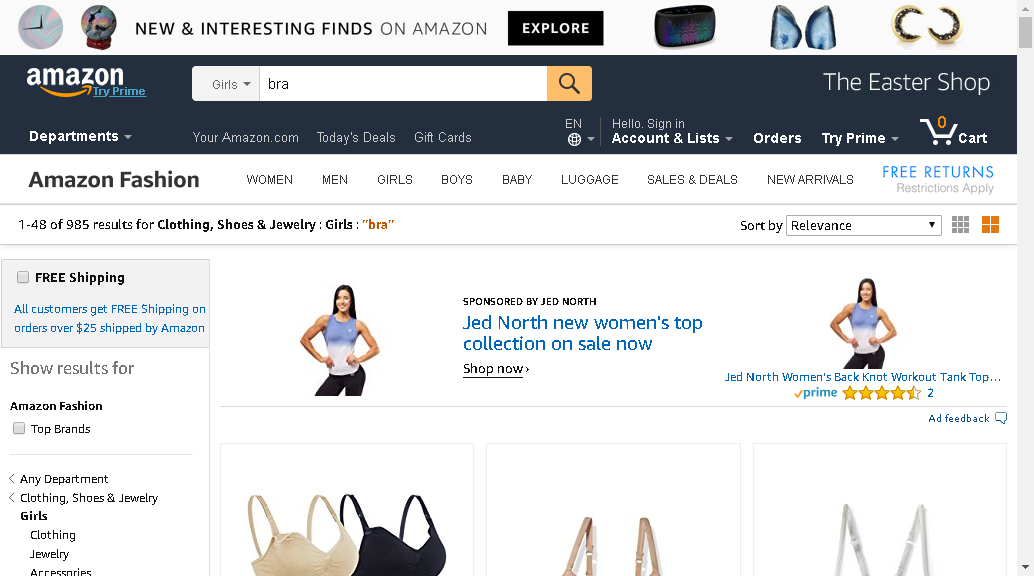 NEW & INTERESTING FINDS ON AMAZON
EXPLORE
amazon
Try Prime
Girls
bra
The Easter Shop
Departments
Your Amazon.com
Today's Deals
Gift Cards
EN
Hello. Sign in
Account & Lists
Orders
Try Prime
0
Cart
Amazon Fashion
WOMEN
MEN
GIRLS
BOYS
BABY
LUGGAGE
SALES & DEALS
NEW ARRIVALS
FREE RETURNS
Restrictions Apply
1-48 of 985 results for Clothing, Shoes & Jewelry : Girls : "bra"
Sort by
Relevance
FREE Shipping
All customers get FREE Shipping on
orders over $25 shipped by Amazon
Show results for
Amazon Fashion
Top Brands
Any Department
Clothing, Shoes & Jewelry
Girls
Clothing
Jewelry
Accessories
SPONSORED BY JED NORTH
Jed North new women's top
collection on sale now
Shop now ›
Jed North Women's Back Knot Workout Tank Top...
prime
2
Ad feedback